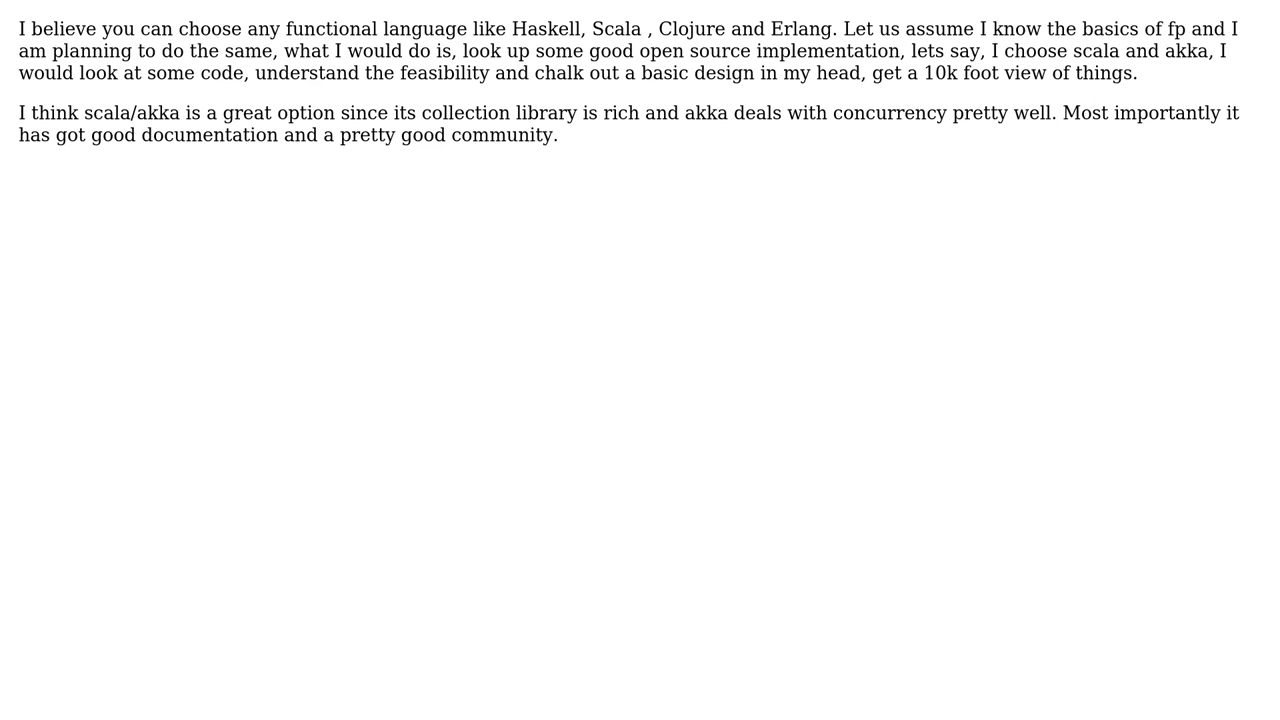 I believe you can choose any functional language like Haskell, Scala , Clojure and Erlang. Let us assume I know the basics of fp and I
am planning to do the same, what I would do is, look up some good open source implementation, lets say, I choose scala and akka, I
would look at some code, understand the feasibility and chalk out a basic design in my head, get a 10k foot view of things.
I think scala/akka is a great option since its collection library is rich and akka deals with concurrency pretty well. Most importantly it
has got good documentation and a pretty good community.